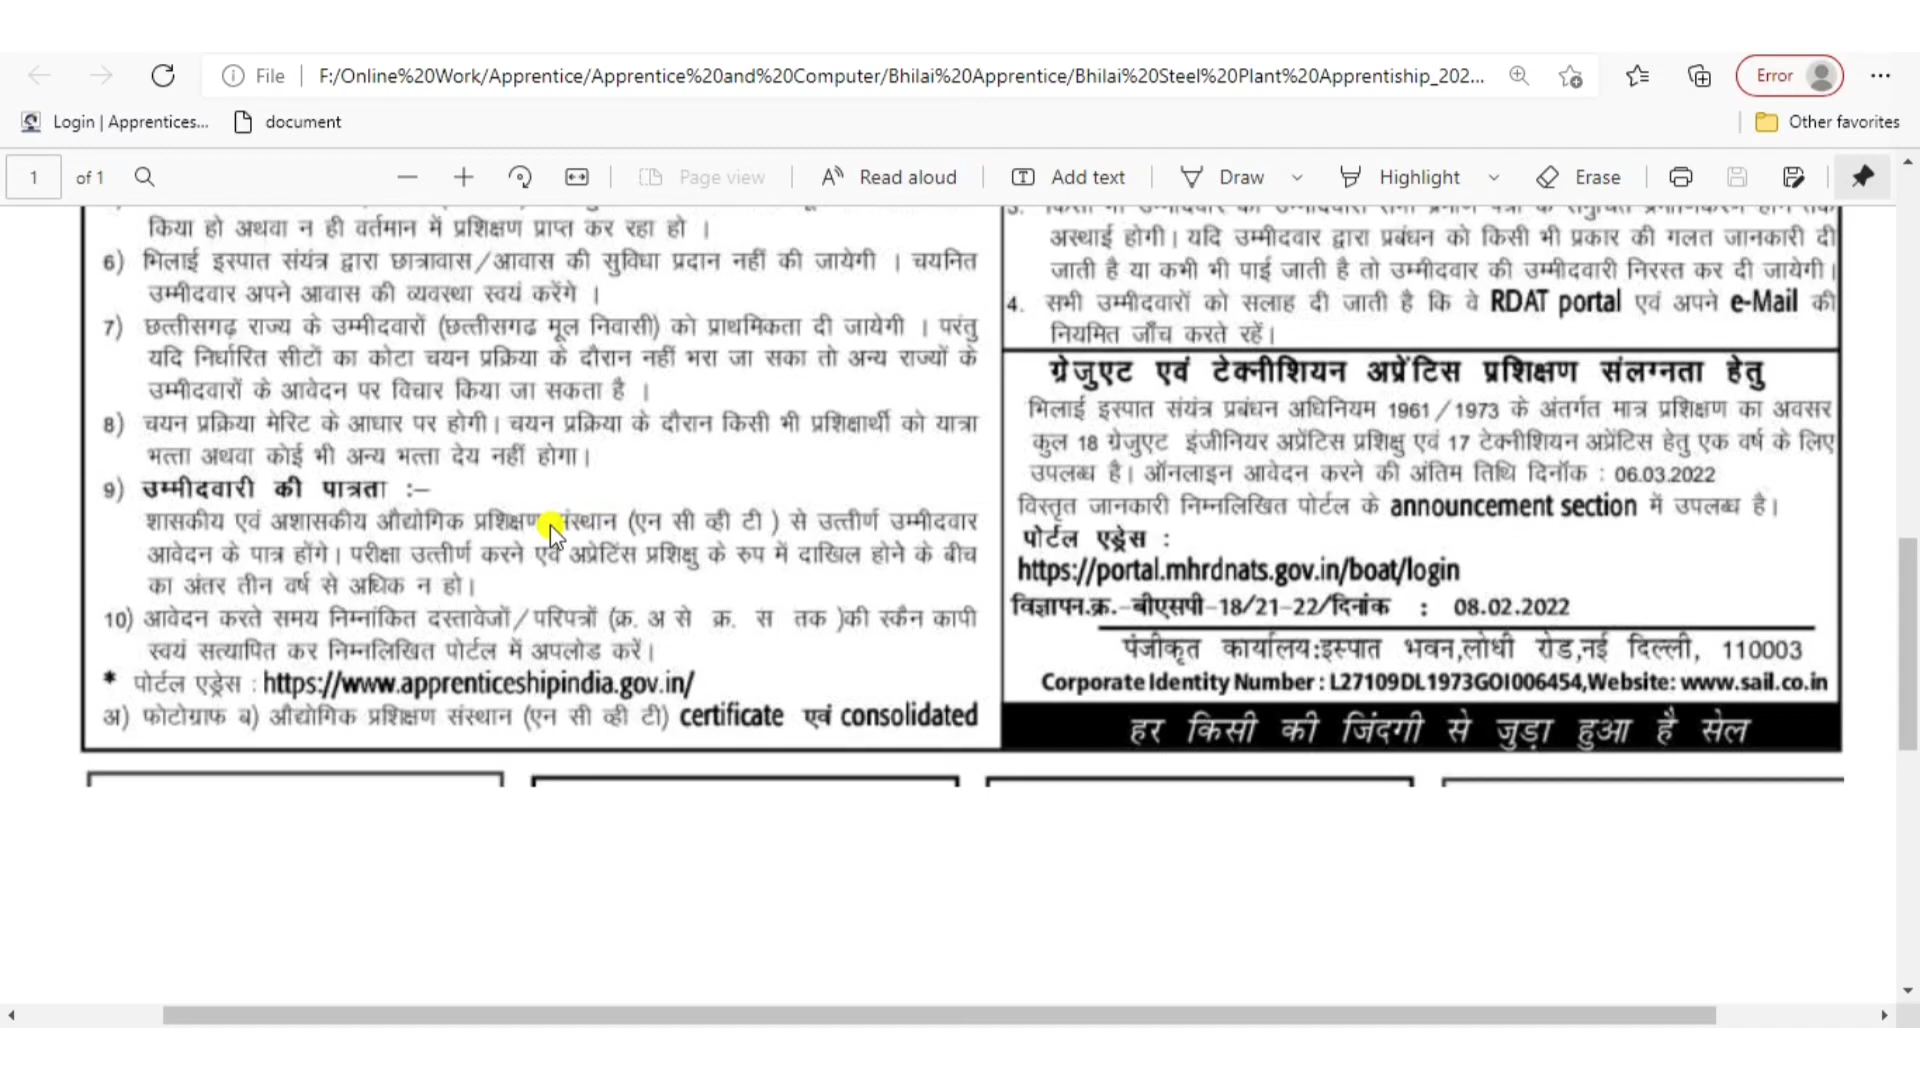 File
F:/Online%20Work/Apprentice/Apprentice%20and%20Computer/Bhilai%20Apprentice/Bhilai%20Steel%20Plant%20Apprentiship_202...
Error
Login | Apprentices...
document
Other favorites
1 of 1
Page view
Read aloud
Add text
Draw
Highlight
Erase
किया हो अथवा न ही वर्तमान में प्रशिक्षण प्राप्त कर रहा हो ।
6) भिलाई इस्पात संयंत्र द्वारा छात्रावास/आवास की सुविधा प्रदान नहीं की जायेगी । चयनित
उम्मीदवार अपने आवास की व्यवस्था स्वयं करेंगे ।
7) छत्तीसगढ़ राज्य के उम्मीदवारों (छत्तीसगढ मूल निवासी) को प्राथमिकता दी जायेगी । परंतु
यदि निर्धारित सीटों का कोटा चयन प्रक्रिया के दौरान नहीं भरा जा सका तो अन्य राज्यों के
उम्मीदवारों के आवेदन पर विचार किया जा सकता है ।
8) चयन प्रक्रिया मेरिट के आधार पर होगी। चयन प्रक्रिया के दौरान किसी भी प्रशिक्षार्थी को यात्रा
भत्ता अथवा कोई भी अन्य भत्ता देय नहीं होगा।
9) उम्मीदवारी की पात्रता :–
शासकीय एवं अशासकीय औद्योगिक प्रशिक्षण संस्थान (एन सी व्ही टी ) से उत्तीर्ण उम्मीदवार
आवेदन के पात्र होंगे। परीक्षा उत्तीर्ण करने एवं अप्रेटिंस प्रशिक्षु के रुप में दाखिल होने के बीच
का अंतर तीन वर्ष से अधिक न हो।
10) आवेदन करते समय निम्नांकित दस्तावेजों/परिपत्रों (क्र. अ से क्र. स तक )की स्कैन कापी
स्वयं सत्यापित कर निम्नलिखित पोर्टल में अपलोड करें।
* पोर्टल एड्रेस : https://www.apprenticeshipindia.gov.in/
अ) फोटोग्राफ ब) औद्योगिक प्रशिक्षण संस्थान (एन सी व्ही टी) certificate एवं consolidated
अस्थाई होगी। यदि उम्मीदवार द्वारा प्रबंधन को किसी भी प्रकार की गलत जानकारी दी
जाती है या कभी भी पाई जाती है तो उम्मीदवार की उम्मीदवारी निरस्त कर दी जायेगी।
4. सभी उम्मीदवारों को सलाह दी जाती है कि वे RDAT portal एवं अपने e-Mail की
नियमित जाँच करते रहें।
ग्रेजुएट एवं टेक्नीशियन अप्रेंटिस प्रशिक्षण संलग्नता हेतु
भिलाई इस्पात संयंत्र प्रबंधन अधिनियम 1961/1973 के अंतर्गत मात्र प्रशिक्षण का अवसर
कुल 18 ग्रेजुएट इंजीनियर अप्रेंटिस प्रशिक्षु एवं 17 टेक्नीशियन अप्रेंटिस हेतु एक वर्ष के लिए
उपलब्ध है। ऑनलाइन आवेदन करने की अंतिम तिथि दिनॉक : 06.03.2022
विस्तृत जानकारी निम्नलिखित पोर्टल के announcement section में उपलब्ध है।
पोर्टल एड्रेस :
https://portal.mhrdnats.gov.in/boat/login
विज्ञापन.क्र.–बीएसपी–18/21–22/दिनांक : 08.02.2022
पंजीकृत कार्यालय:इस्पात भवन,लोधी रोड,नई दिल्ली, 110003
Corporate Identity Number : L27109DL1973GOI006454,Website: www.sail.co.in
हर किसी की जिंदगी से जुड़ा हुआ है सेल